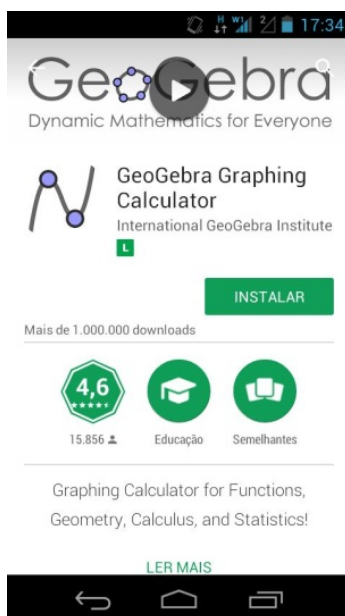 H W 2 17:34
GeoGebra
Dynamic Mathematics for Everyone
GeoGebra Graphing
Calculator
International GeoGebra Institute
L
INSTALAR
Mais de 1.000.000 downloads
4,6
15.856 Educação Semelhantes
Graphing Calculator for Functions,
Geometry, Calculus, and Statistics!
LER MAIS